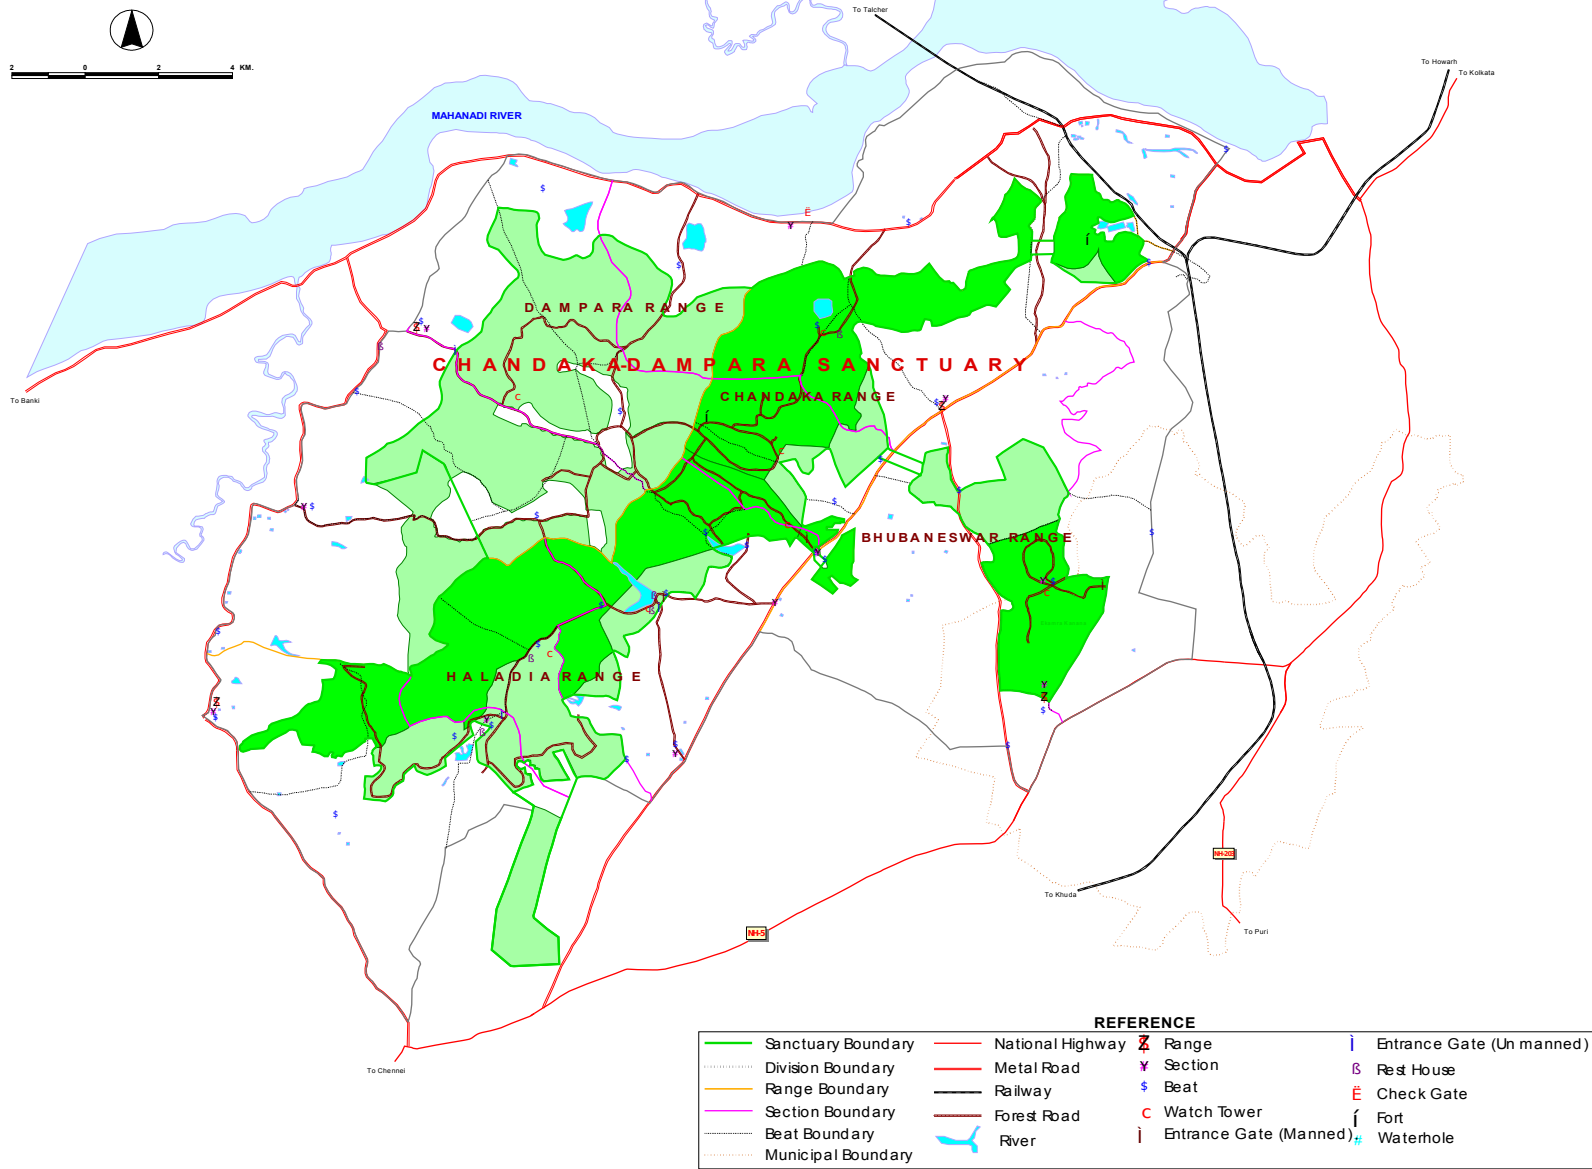 To Talcher
To Howarh
To Kolkata
2 0 2 4 KM.
MAHANADI RIVER
DAMPARA RANGE
CHANDAKA-DAMPARA SANCTUARY
CHANDAKA RANGE
To Banki
BHUBANESWAR RANGE
HALADIA RANGE
NH-203
To Khuda
To Puri
NH-5
To Chennei
REFERENCE
Sanctuary Boundary
Division Boundary
Range Boundary
Section Boundary
Beat Boundary
Municipal Boundary
National Highway
Metal Road
Railway
Forest Road
River
Range
¥ Section
$ Beat
C Watch Tower
Ì Entrance Gate (Manned)
Ì Entrance Gate (Un manned)
ß Rest House
Ë Check Gate
Í Fort
# Waterhole